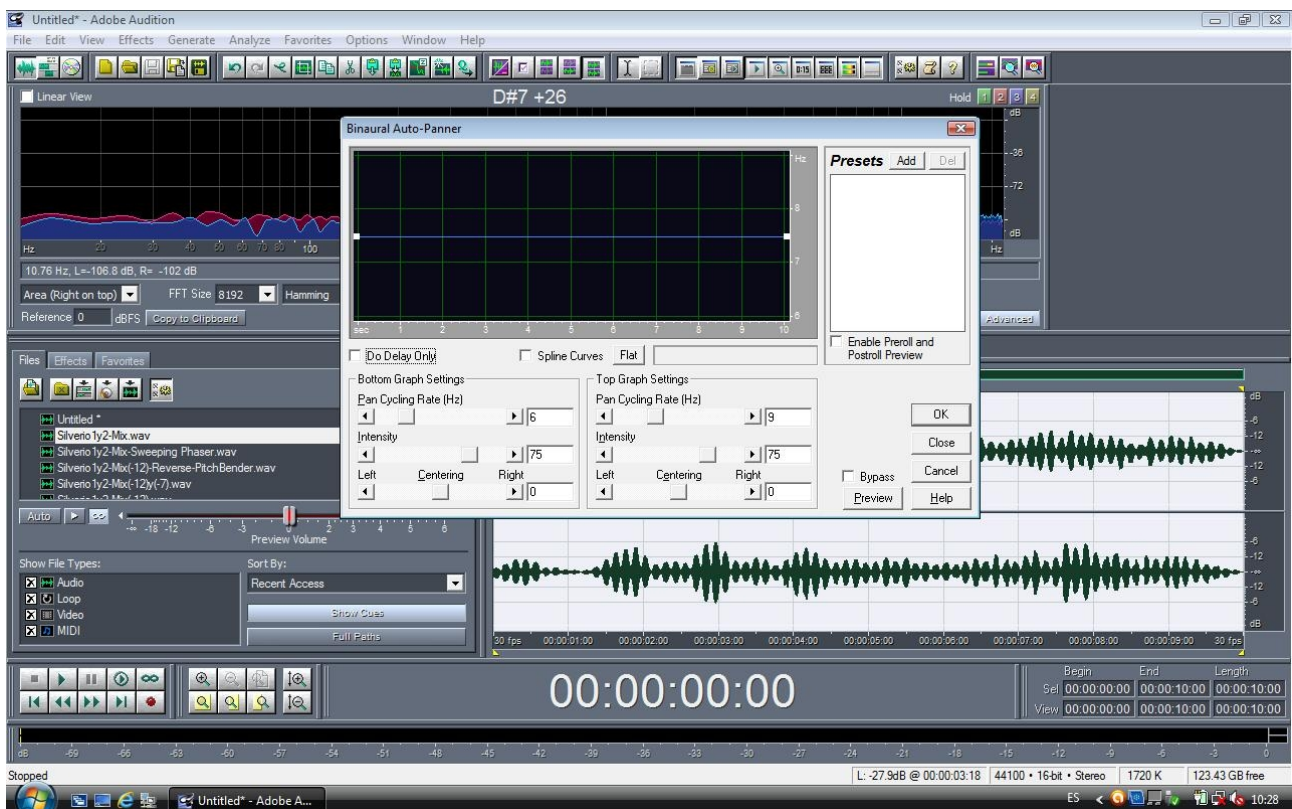 Untitled* - Adobe Audition
File Edit View Effects Generate Analyze Favorites Options Window Help
Linear View
D#7 +26
Hold 1 2 3 4
dB
-36
-72
dB
Hz 100
Hz
10.76 Hz, L=-106.8 dB, R= -102 dB
Area (Right on top) FFT Size 8192 Hamming
Reference 0 dBFS Copy to Clipboard
Advanced
Binaural Auto-Panner
Hz
8
7
6
sec 1 2 3 4 5 6 7 8 9 10
Presets Add Del
Enable Preroll and
Postroll Preview
Do Delay Only Spline Curves Flat
Bottom Graph Settings
Pan Cycling Rate (Hz)
6
Intensity
75
Left Centering Right
0
Top Graph Settings
Pan Cycling Rate (Hz)
9
Intensity
75
Left Centering Right
0
OK
Close
Bypass Cancel
Preview Help
Files Effects Favorites
Untitled *
Silverio1y2-Mix.wav
Silverio1y2-Mix-Sweeping Phaser.wav
Silverio1y2-Mix(-12)-Reverse-PitchBender.wav
Silverio1y2-Mix(-12)y(-7).wav
Auto
-∞ -18 -12 -6 -3 0 2 3 4 5 6
Preview Volume
Show File Types:
Audio
Loop
Video
MIDI
Sort By:
Recent Access
Show Cues
Full Paths
dB
-6
-12
-∞
-12
-6
-6
-12
-∞
-12
-6
dB
30 fps 00:00:01:00 00:00:02:00 00:00:03:00 00:00:04:00 00:00:05:00 00:00:06:00 00:00:07:00 00:00:08:00 00:00:09:00 30 fps
00:00:00:00
Begin End Length
Sel 00:00:00:00 00:00:10:00 00:00:10:00
View 00:00:00:00 00:00:10:00 00:00:10:00
dB -69 -66 -63 -60 -57 -54 -51 -48 -45 -42 -39 -36 -33 -30 -27 -24 -21 -18 -15 -12 -9 -6 -3 0
Stopped
L: -27.9dB @ 00:00:03:18 44100 • 16-bit • Stereo 1720 K 123.43 GB free
Untitled* - Adobe A...
ES 10:28